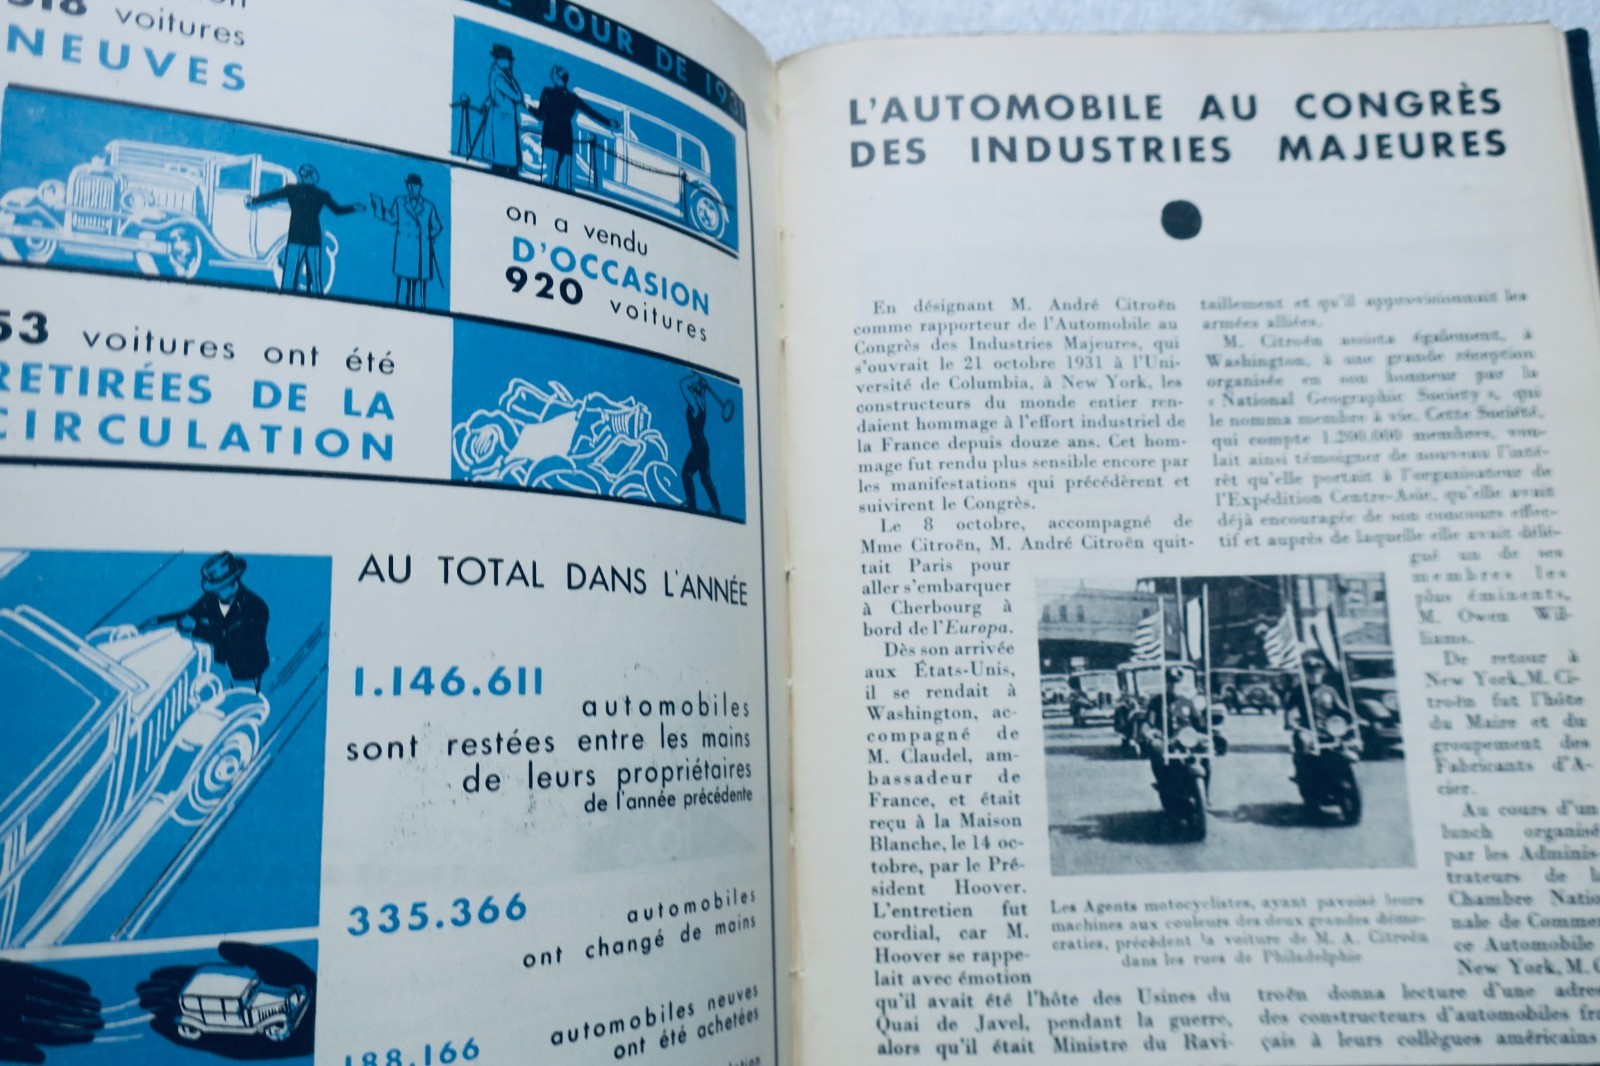 518 voitures
NEUVES
JOUR DE 193
on a vendu
D'OCCASION
920 voitures
53 voitures ont été
RETIRÉES DE LA
CIRCULATION
AU TOTAL DANS L'ANNÉE
1.146.611
automobiles
sont restées entre les mains
de leurs propriétaires
de l'année précédente
335.366
automobiles
ont changé de mains
188.166
automobiles neuves
ont été achetées
L'AUTOMOBILE AU CONGRÈS
DES INDUSTRIES MAJEURES
En désignant M. André Citroën
comme rapporteur de l'Automobile au
Congrès des Industries Majeures, qui
s'ouvrait le 21 octobre 1931 à l'Uni-
versité de Columbia, à New York, les
constructeurs du monde entier ren-
daient hommage à l'effort industriel de
la France depuis douze ans. Cet hom-
mage fut rendu plus sensible encore par
les manifestations qui précédèrent et
suivirent le Congrès.
Le 8 octobre, accompagné de
Mme Citroën, M. André Citroën quit-
tait Paris pour
aller s'embarquer
à Cherbourg à
bord de l'Europa.
Dès son arrivée
aux États-Unis,
il se rendait à
Washington, ac-
compagné de
M. Claudel, am-
bassadeur de
France, et était
reçu à la Maison
Blanche, le 14 oc-
tobre, par le Pré-
sident Hoover.
L'entretien fut
cordial, car M.
Hoover se rappe-
lait avec émotion
qu'il avait été l'hôte des Usines du
Quai de Javel, pendant la guerre,
alors qu'il était Ministre du Ravi-
taillement et qu'il approvisionnait les
armées alliées.
M. Citroën assista également, à
Washington, à une grande réception
organisée en son honneur par la
« National Geographic Society », qui
le nomma membre à vie. Cette Société,
qui compte 1.200.000 membres, vou-
lait ainsi témoigner de nouveau l'inté-
rêt qu'elle portait à l'organisateur de
l'Expédition Centre-Asie, qu'elle avait
déjà encouragée de son concours effec-
tif et auprès de laquelle elle avait délé-
gué un de ses
membres les
plus éminents,
M. Owen Wil-
liams.
De retour à
New York, M. Ci-
troën fut l'hôte
du Maire et du
groupement des
Fabricants d'A-
cier.
Au cours d'un
lunch organisé
par les Adminis-
trateurs de la
Chambre Natio-
nale de Commer-
ce Automobile
New York, M. C
troën donna lecture d'une adres
des constructeurs d'automobiles fra
çais à leurs collègues américains
Les Agents motocyclistes, ayant pavoisé leurs
machines aux couleurs des deux grandes démo-
craties, précèdent la voiture de M. A. Citroën
dans les rues de Philadelphie